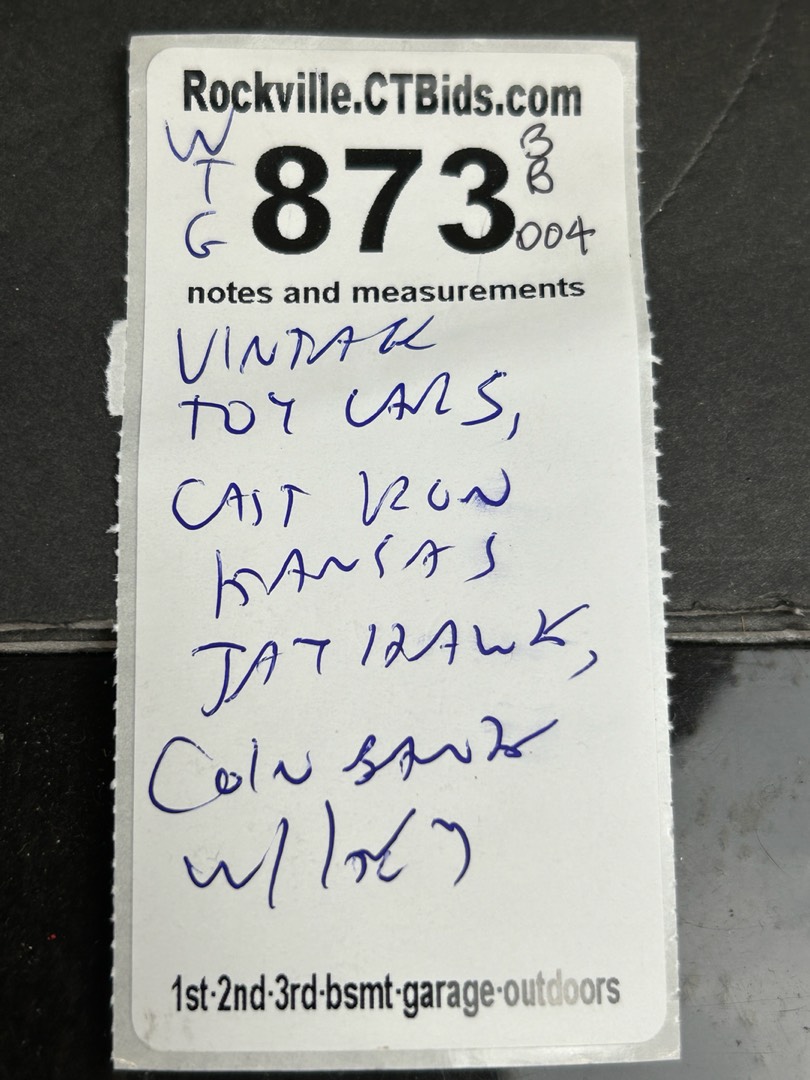 Rockville.CTBids.com
W
T
G
873
3
B
004
notes and measurements
VINTAGE
TOY CARS,
CAST IRON
KANSAS
JAYHAWK,
COIN BANK
w/ KEY
1st·2nd·3rd·bsmt·garage·outdoors